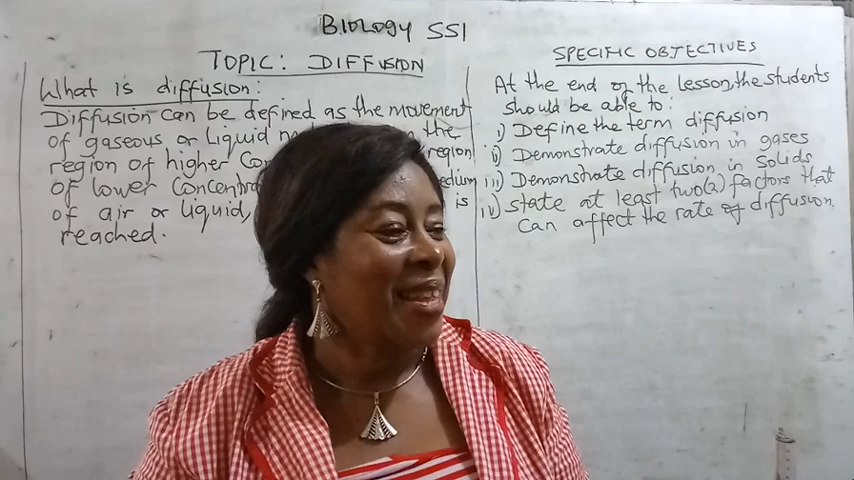 BIOLOGY SS1
TOPIC: DIFFUSION
What is diffusion:
Diffusion can be defined as the movement
of gaseous or liquid the
region of higher region
of lower
of air or liquid, is
reached.
SPECIFIC OBJECTIVES
At the end of the lesson, the students
should be able to:
i) Define the term diffusion
ii) Demonstrate diffusion in gases
iii) Demonstrate diffusion in Solids
iv) state at least two(2) factors that
can affect the rate of diffusion.